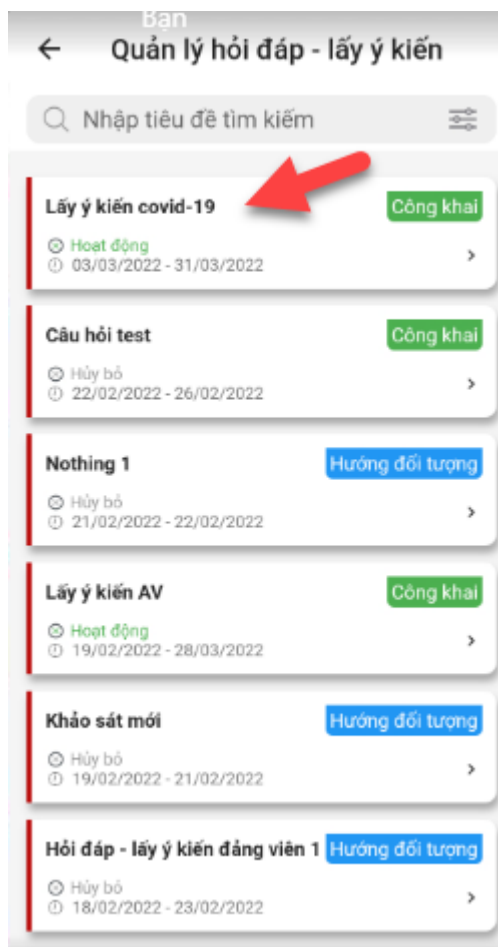 Bạn
Quản lý hỏi đáp - lấy ý kiến
Nhập tiêu đề tìm kiếm
Lấy ý kiến covid-19 Công khai
Hoạt động
03/03/2022 - 31/03/2022
Câu hỏi test Công khai
Hủy bỏ
22/02/2022 - 26/02/2022
Nothing 1 Hướng đối tượng
Hủy bỏ
21/02/2022 - 22/02/2022
Lấy ý kiến AV Công khai
Hoạt động
19/02/2022 - 28/03/2022
Khảo sát mới Hướng đối tượng
Hủy bỏ
19/02/2022 - 21/02/2022
Hỏi đáp - lấy ý kiến đảng viên 1 Hướng đối tượng
Hủy bỏ
18/02/2022 - 23/02/2022